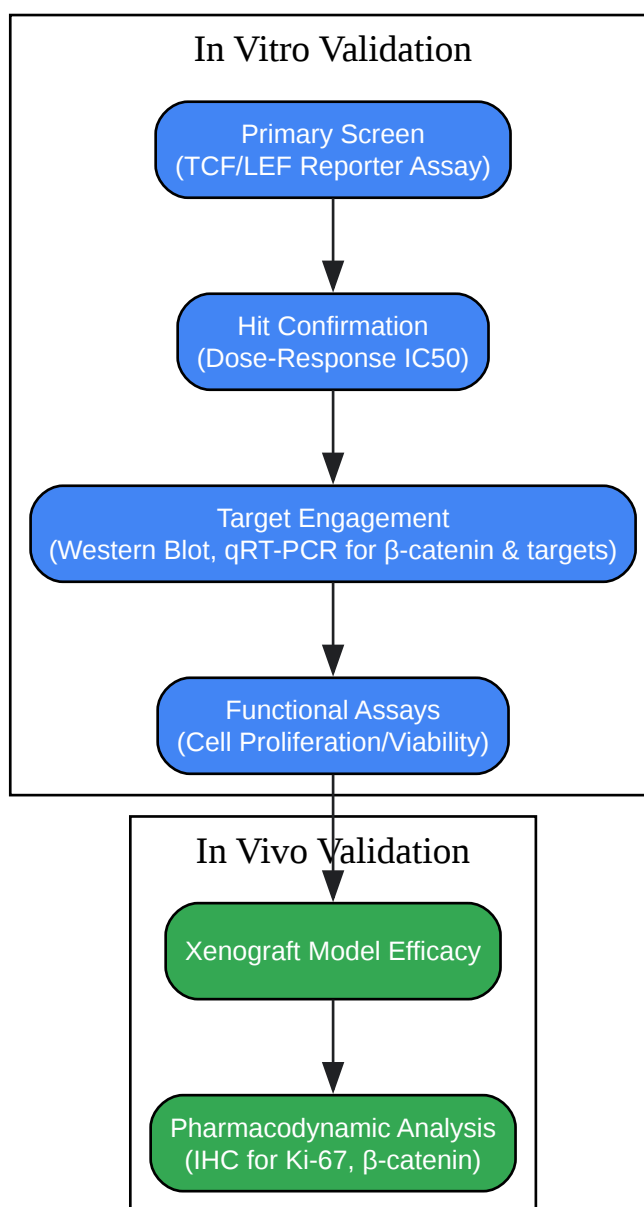 In Vitro Validation
Primary Screen
(TCF/LEF Reporter Assay)
Hit Confirmation
(Dose-Response IC50)
Target Engagement
(Western Blot, qRT-PCR for β-catenin & targets)
Functional Assays
(Cell Proliferation/Viability)
In Vivo Validation
Xenograft Model Efficacy
Pharmacodynamic Analysis
(IHC for Ki-67, β-catenin)